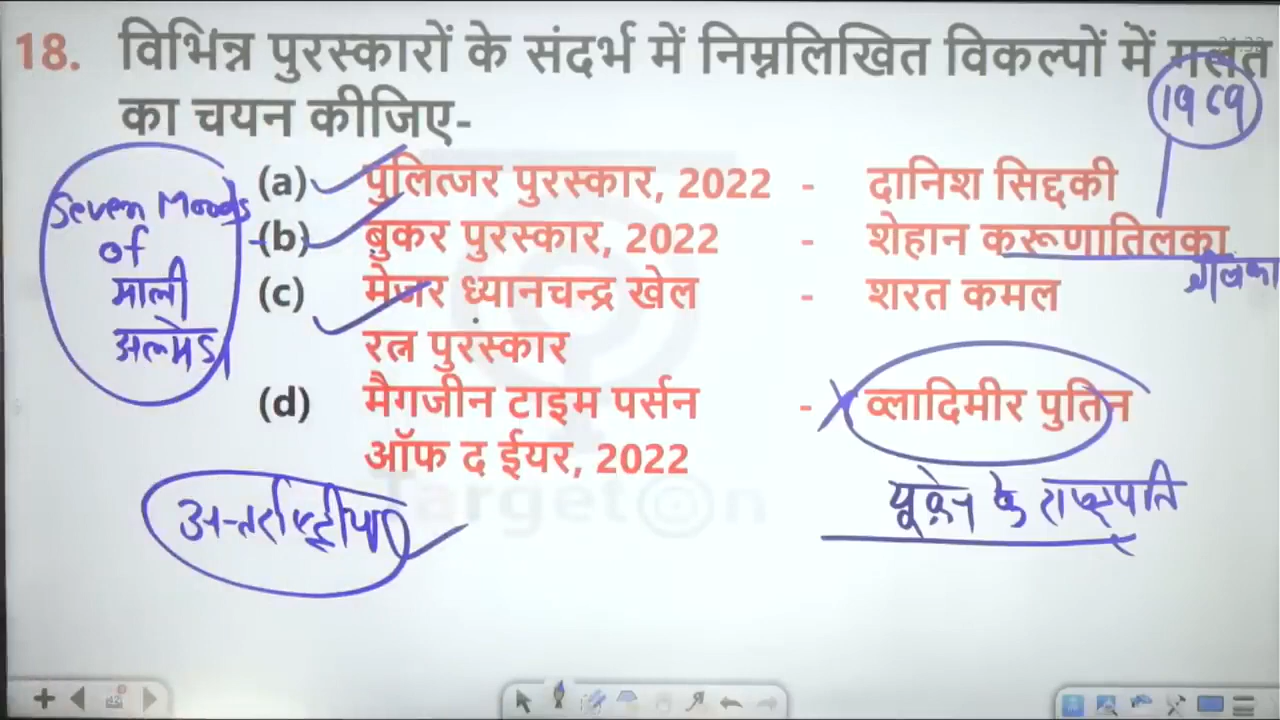 18. विभिन्न पुरस्कारों के संदर्भ में निम्नलिखित विकल्पों में गलत
का चयन कीजिए-
1969
(a) पुलित्जर पुरस्कार, 2022 - दानिश सिद्दकी
(b) बुकर पुरस्कार, 2022 - शेहान करूणातिलका
(c) मेजर ध्यानचन्द्र खेल - शरत कमल
रत्न पुरंस्कार
(d) मैगजीन टाइम पर्सन - व्लादिमीर पुतिन
ऑफ द ईयर, 2022
Seven Moods
of
माली
अल्मेडा
अन्तर्राष्ट्रीय
यूक्रेन के राष्ट्रपति
Target@n